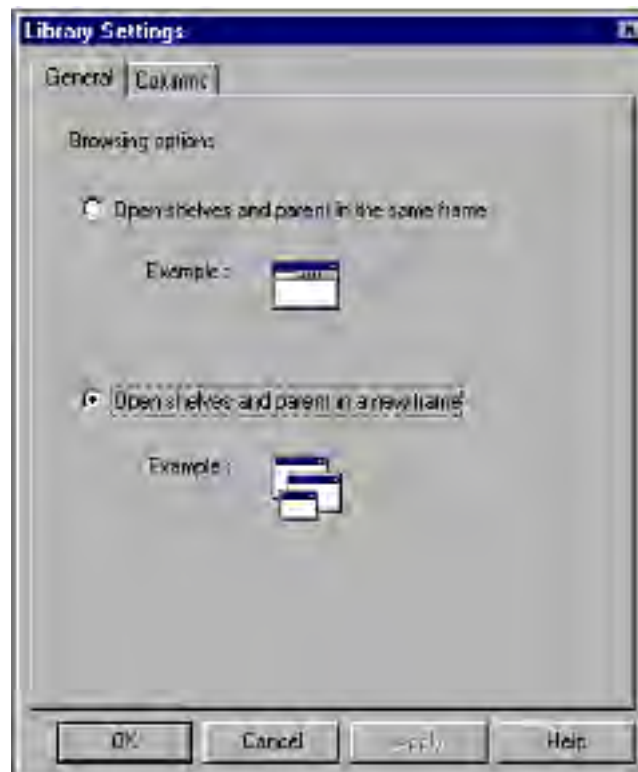 Library Settings
General Columns
Browsing options
Open shelves and parent in the same frame
Example :
Open shelves and parent in a new frame
Example :
OK Cancel Apply Help